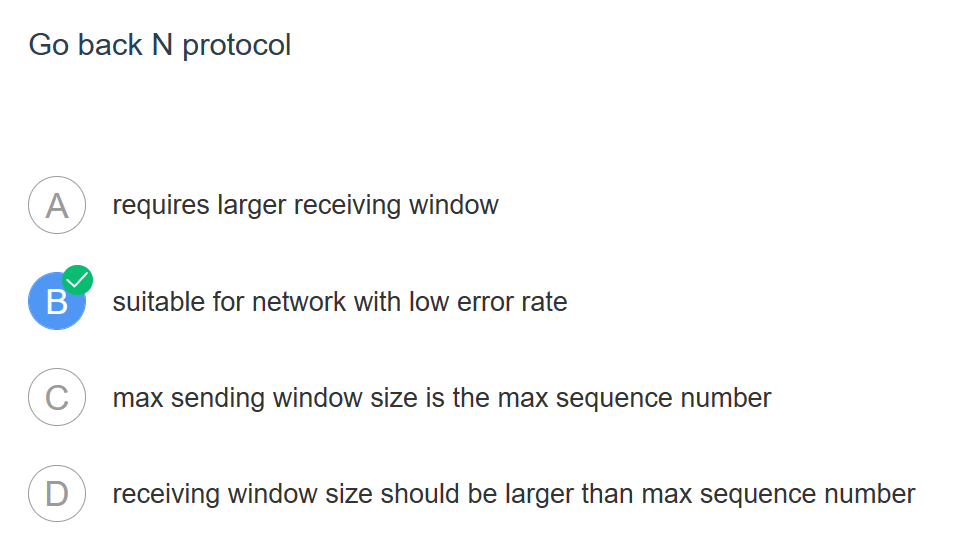 Go back N protocol
A requires larger receiving window
B suitable for network with low error rate
C max sending window size is the max sequence number
D receiving window size should be larger than max sequence number